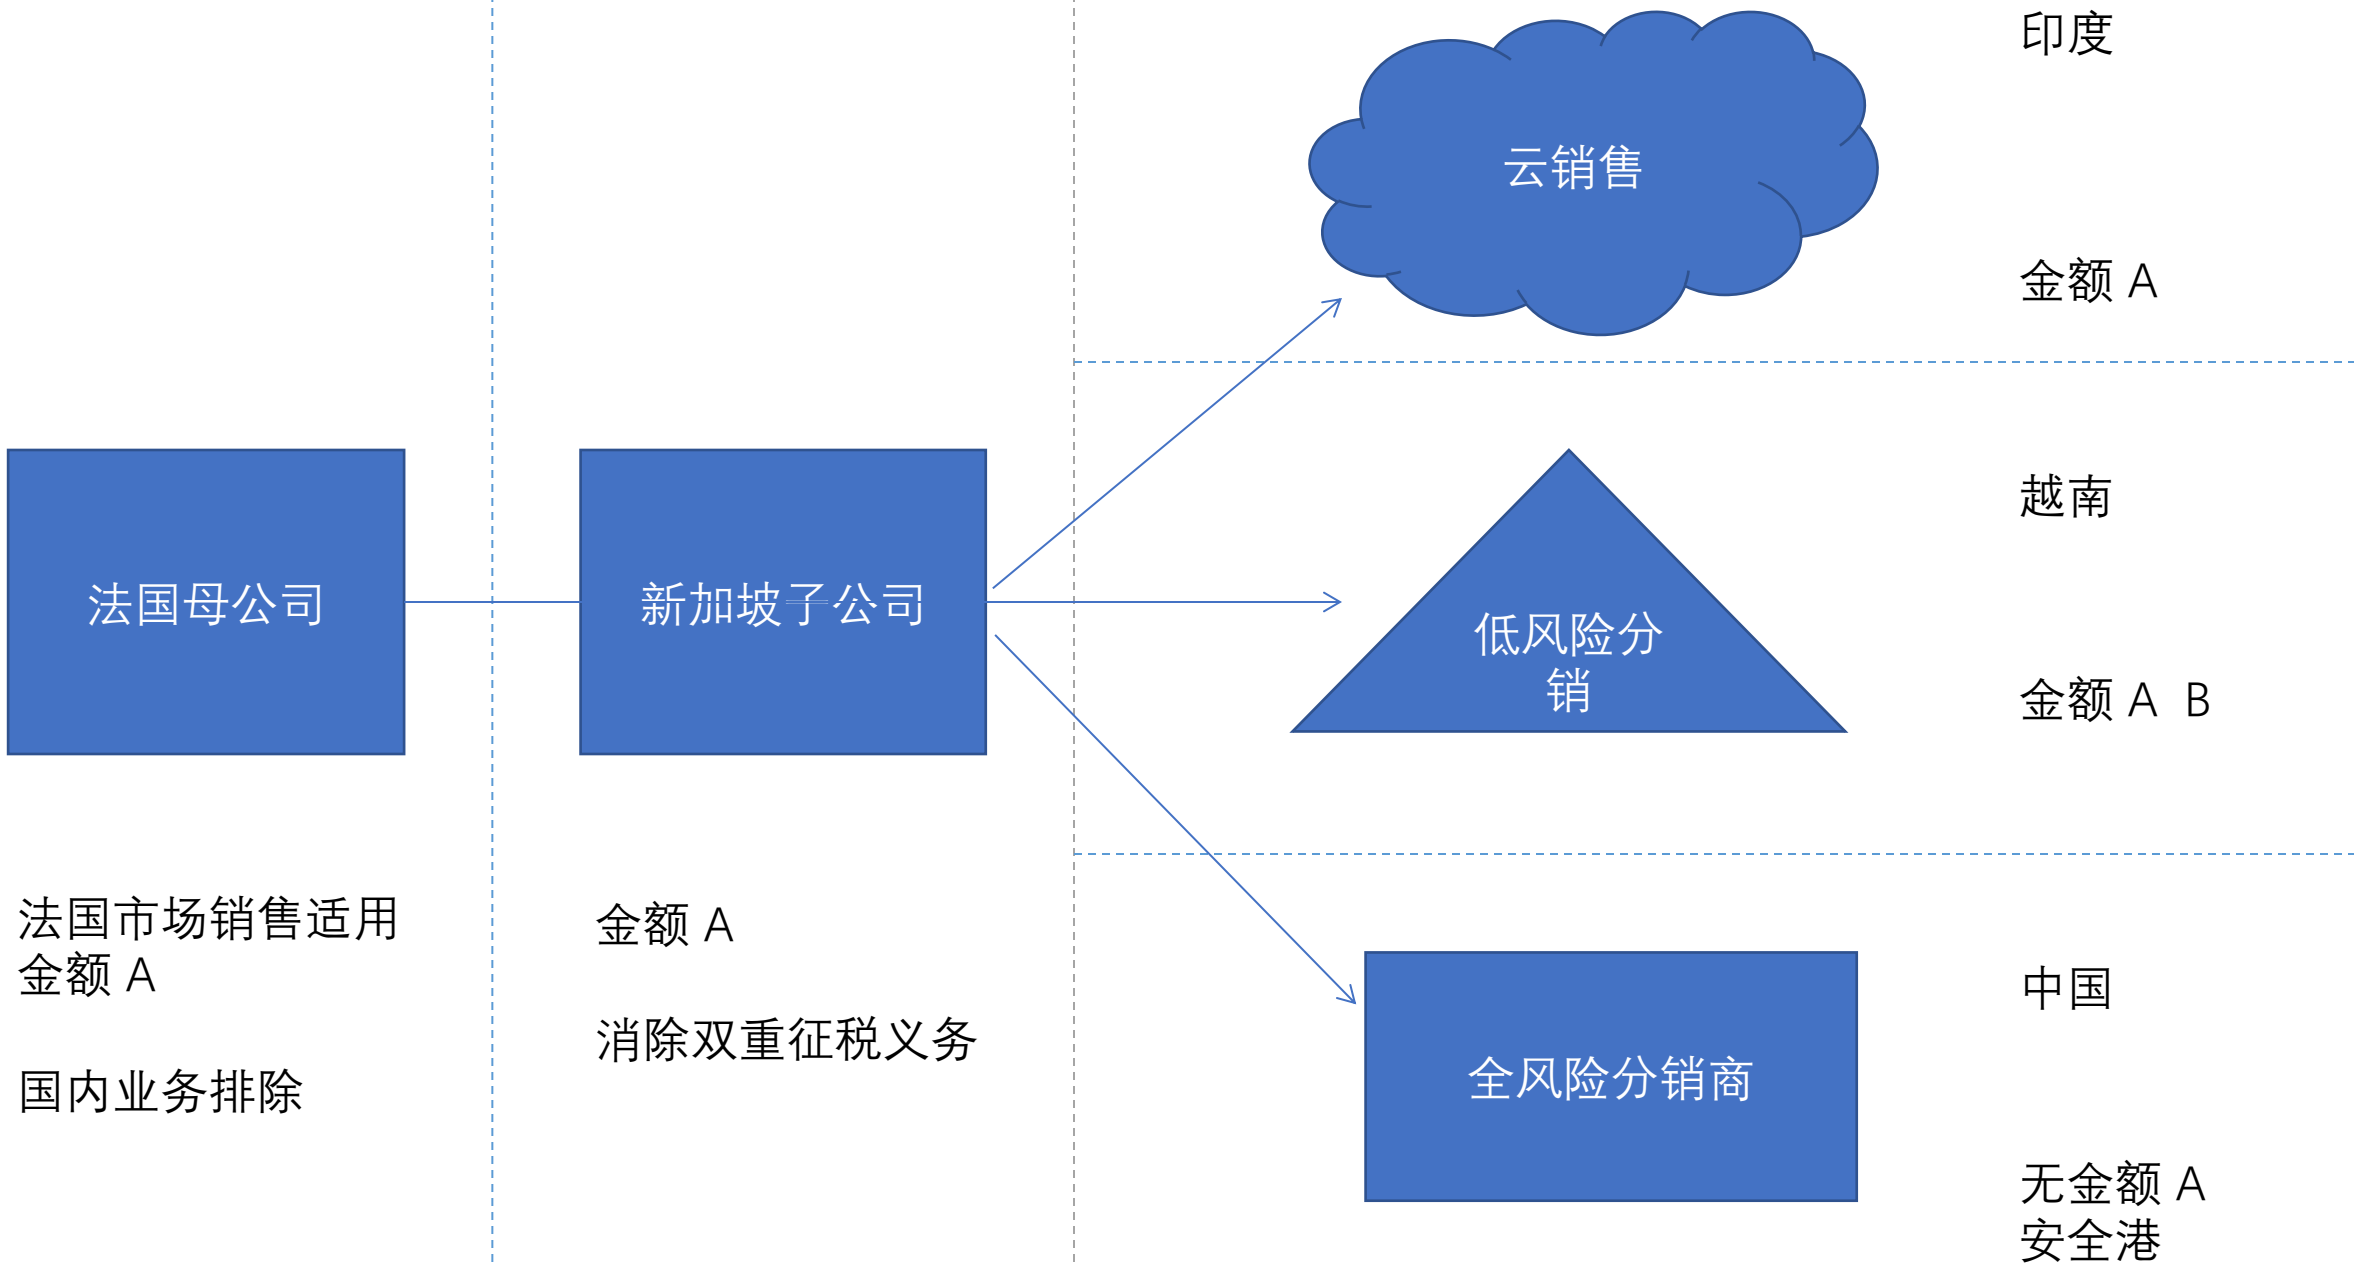 印度
云销售
金额 A
越南
法国母公司
新加坡子公司
低风险分
销
金额 A B
法国市场销售适用
金额 A
国内业务排除
金额 A
消除双重征税义务
中国
全风险分销商
无金额 A
安全港